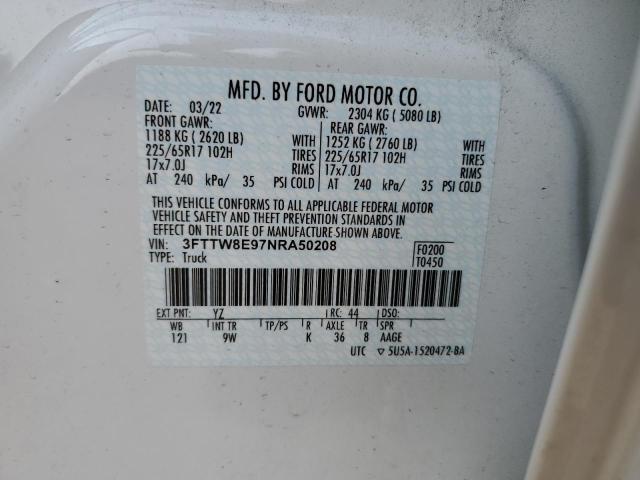 MFD. BY FORD MOTOR CO.
DATE: 03/22 GVWR: 2304 KG ( 5080 LB)
FRONT GAWR: REAR GAWR:
1188 KG ( 2620 LB) WITH 1252 KG ( 2760 LB) WITH
225/65R17 102H TIRES 225/65R17 102H TIRES
17x7.0J RIMS 17x7.0J RIMS
AT 240 kPa/ 35 PSI COLD AT 240 kPa/ 35 PSI COLD
THIS VEHICLE CONFORMS TO ALL APPLICABLE FEDERAL MOTOR
VEHICLE SAFETY AND THEFT PREVENTION STANDARDS IN
EFFECT ON THE DATE OF MANUFACTURE SHOWN ABOVE.
VIN: 3FTTW8E97NRA50208 F0200
TYPE: Truck T0450
EXT PNT: YZ RC: 44 DSO:
WB INT TR TP/PS R AXLE TR SPR
121 9W K 36 8 AAGE
UTC ▽ 5U5A-1520472-BA